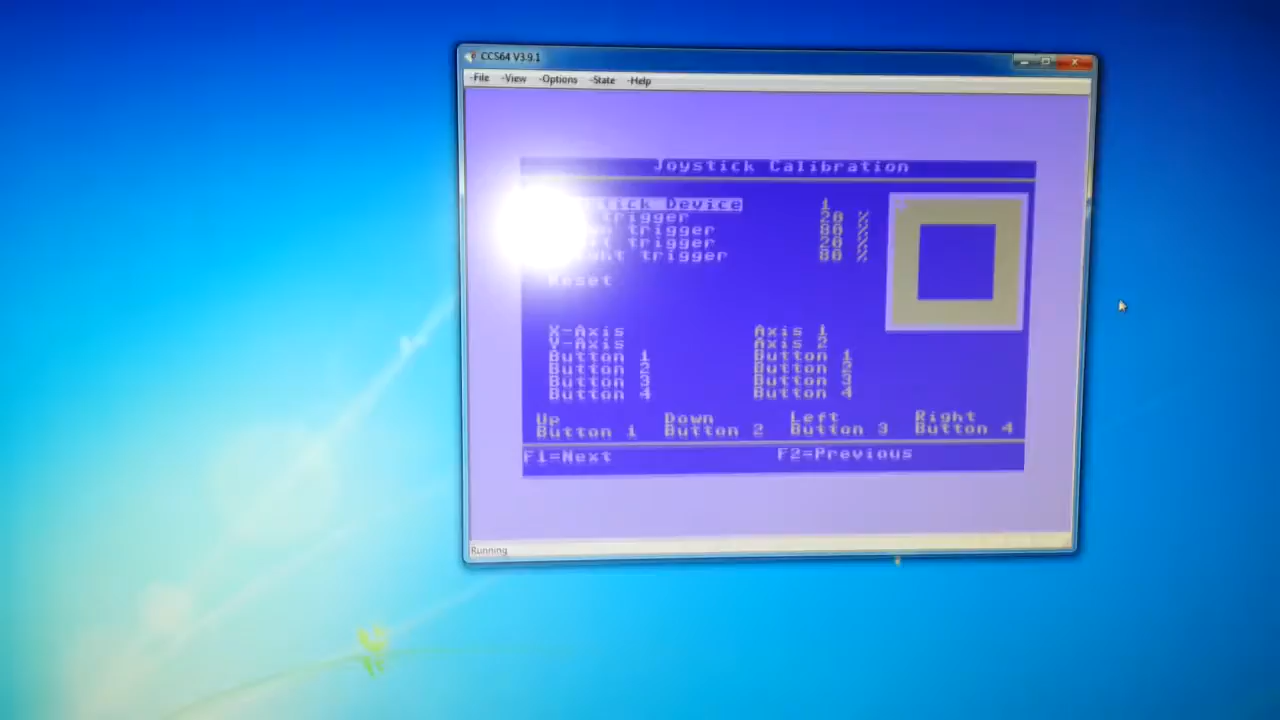 CCS64 V3.9.1
-File -View -Options -State -Help
Joystick Calibration
Device 1
trigger 20 %
trigger 80 %
trigger 20 %
trigger 80 %
Reset
X-Axis Axis 1
Y-Axis Axis 2
Button 1 Button 1
Button 2 Button 2
Button 3 Button 3
Button 4 Button 4
Up Down Left Right
Button 1 Button 2 Button 3 Button 4
F1=Next F2=Previous
Running